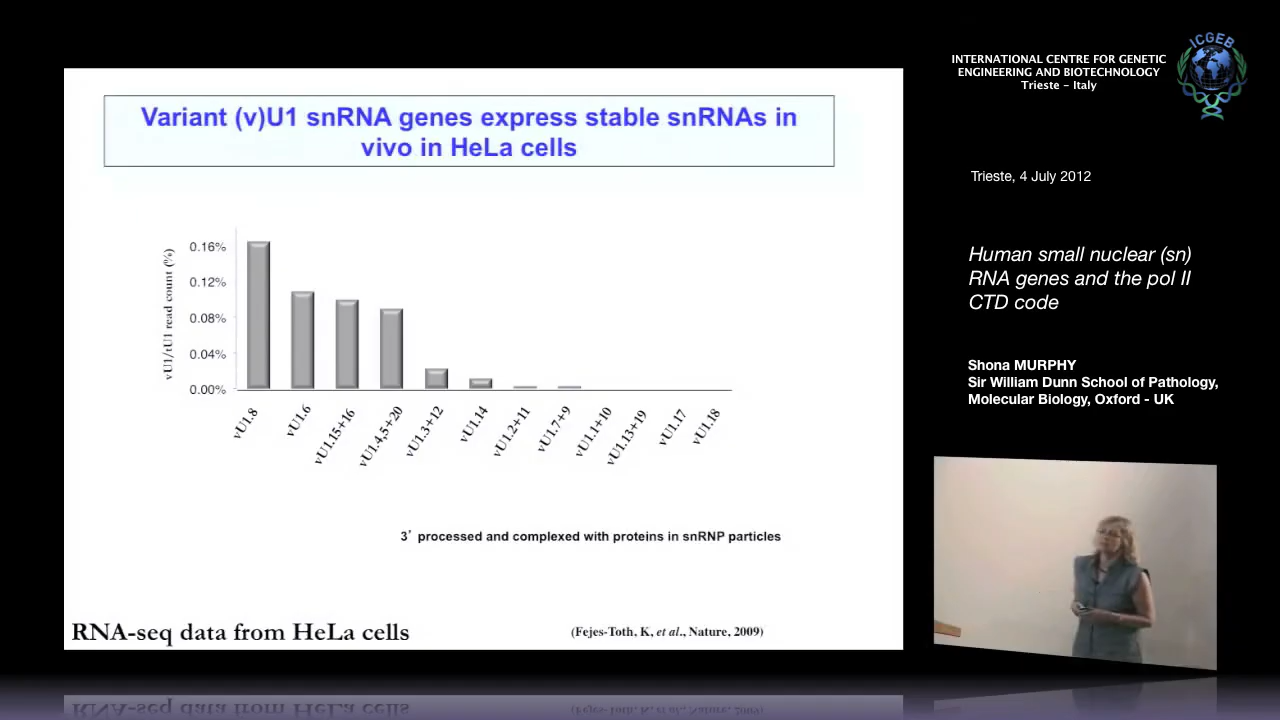 Variant (v)U1 snRNA genes express stable snRNAs in
vivo in HeLa cells
vU1/tU1 read count (%)
0.16%
0.12%
0.08%
0.04%
0.00%
vU1.8
vU1.6
vU1.15+16
vU1.4,5+20
vU1.3+12
vU1.14
vU1.2+11
vU1.7+9
vU1.1+10
vU1.13+19
vU1.17
vU1.18
3' processed and complexed with proteins in snRNP particles
RNA-seq data from HeLa cells
(Fejes-Toth, K, et al., Nature, 2009)
INTERNATIONAL CENTRE FOR GENETIC
ENGINEERING AND BIOTECHNOLOGY
Trieste - Italy
ICGEB
Trieste, 4 July 2012
Human small nuclear (sn)
RNA genes and the pol II
CTD code
Shona MURPHY
Sir William Dunn School of Pathology,
Molecular Biology, Oxford - UK